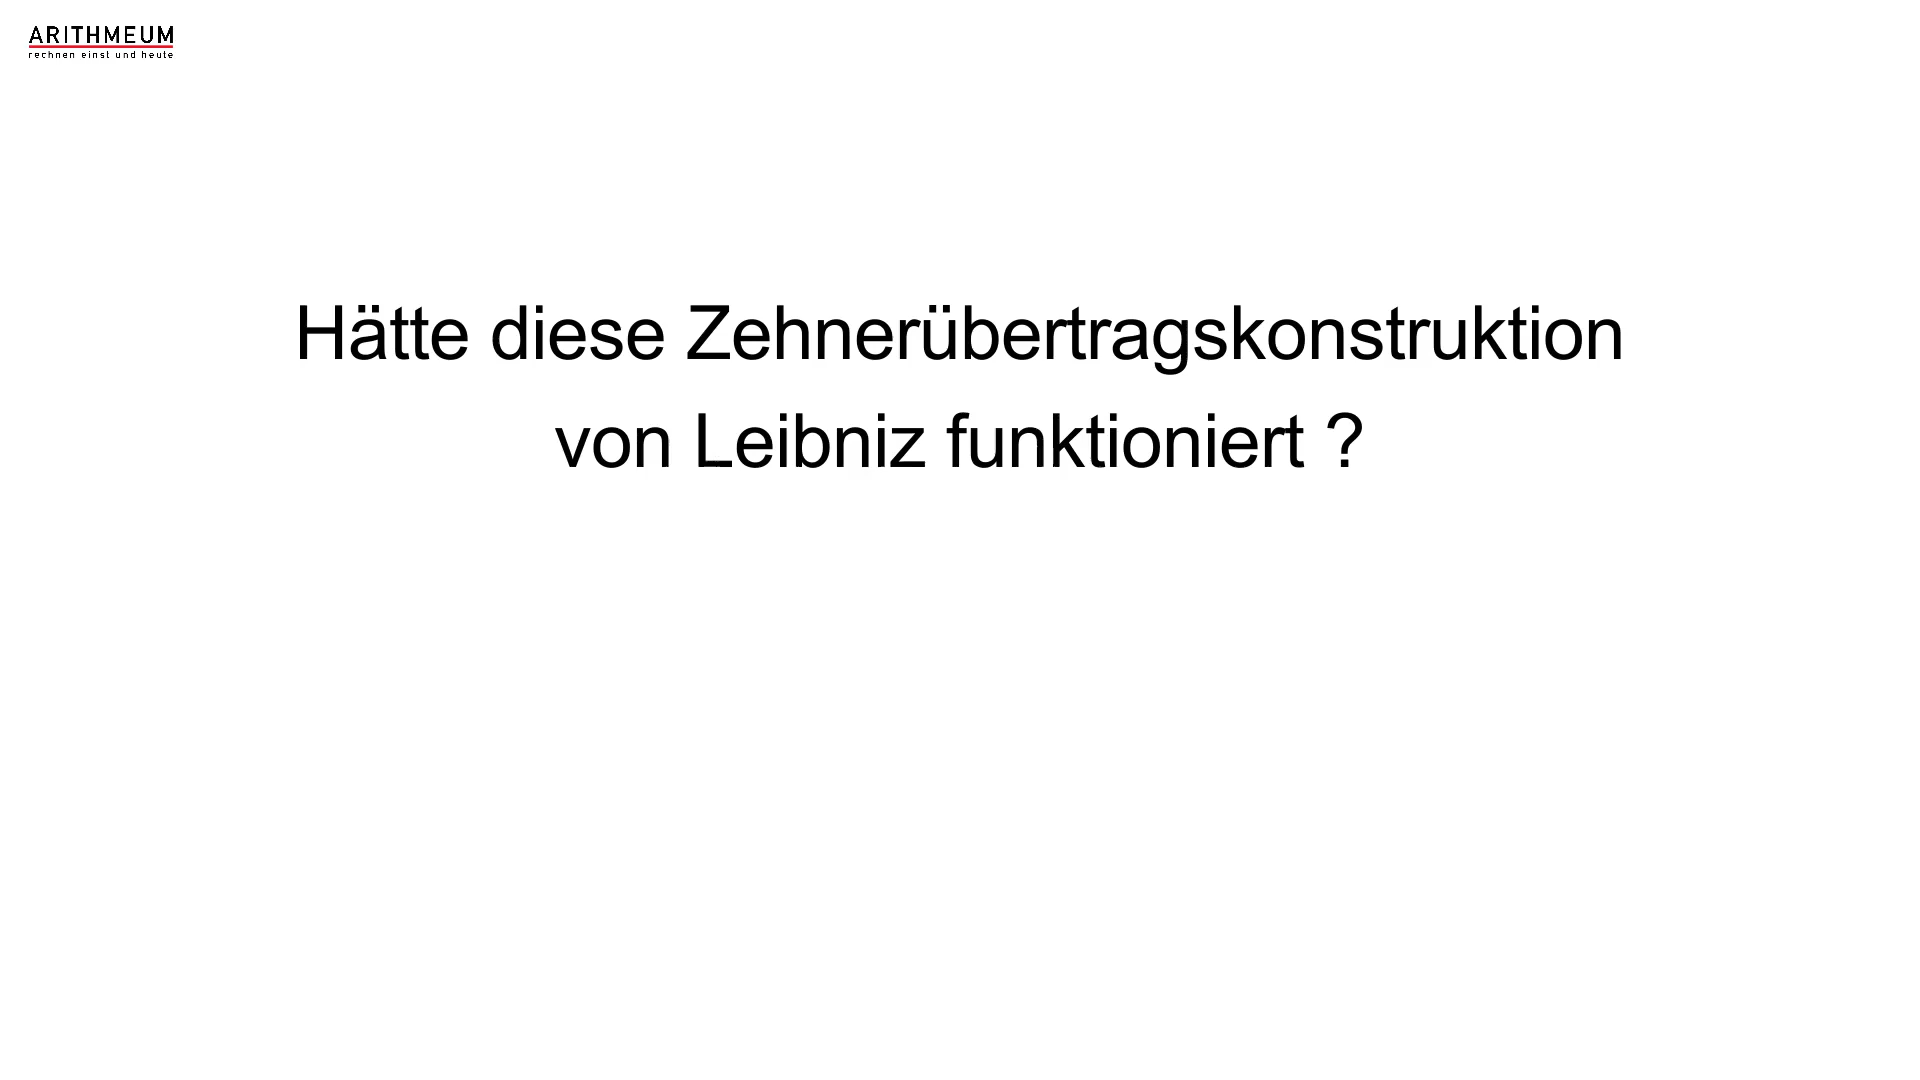 ARITHMEUM
rechnen einst und heute
Hätte diese Zehnerübertragskonstruktion
von Leibniz funktioniert ?